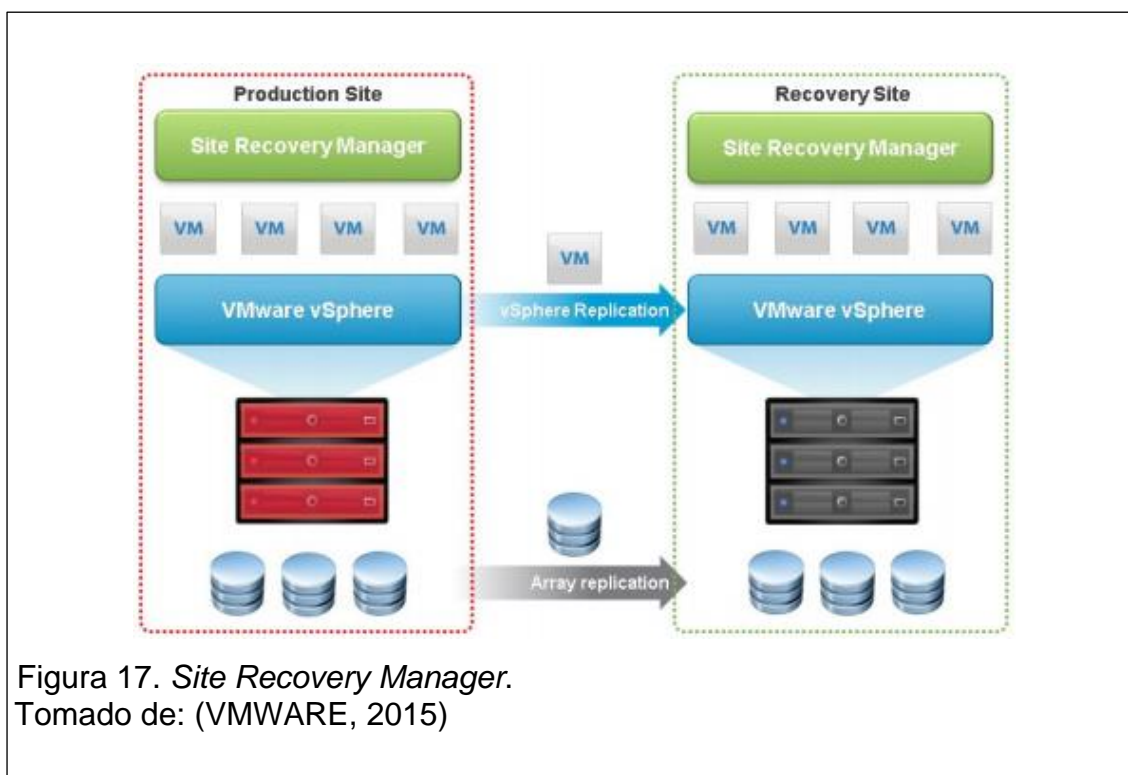 Production Site
Site Recovery Manager
VM VM VM VM
VMware vSphere
VM
vSphere Replication
Array replication
Recovery Site
Site Recovery Manager
VM VM VM VM
VMware vSphere
Figura 17. Site Recovery Manager.
Tomado de: (VMWARE, 2015)